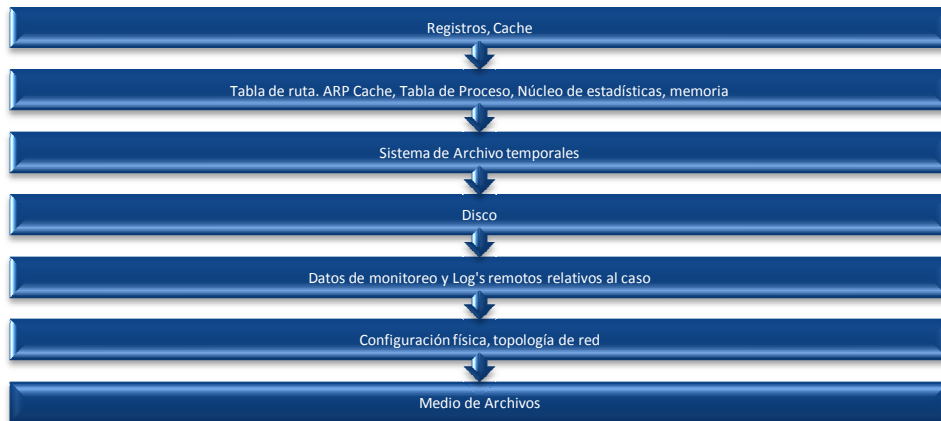 Registros, Cache
Tabla de ruta. ARP Cache, Tabla de Proceso, Núcleo de estadísticas, memoria
Sistema de Archivo temporales
Disco
Datos de monitoreo y Log's remotos relativos al caso
Configuración física, topología de red
Medio de Archivos